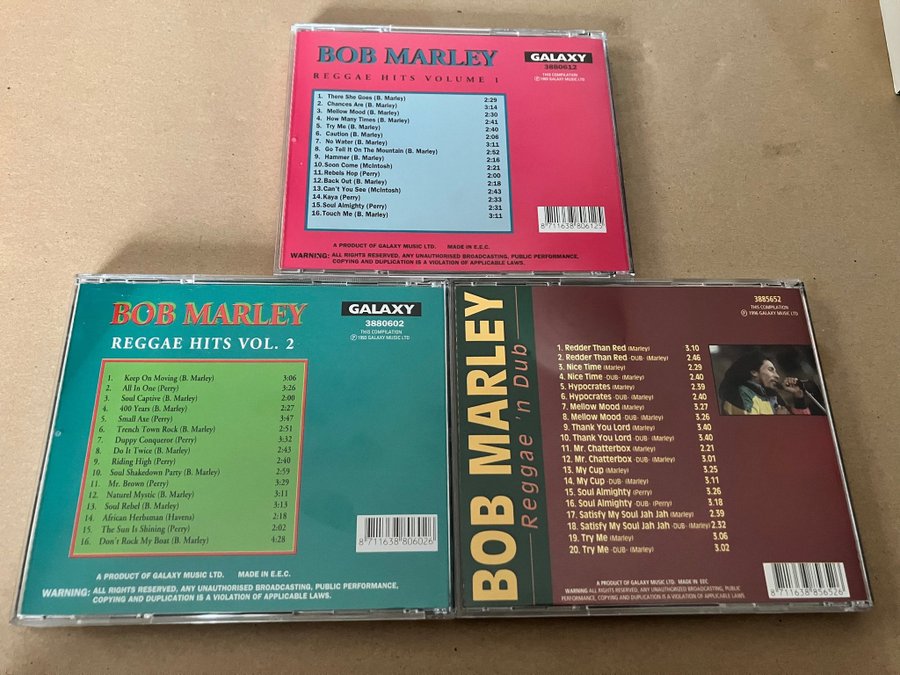 BOB MARLEY
REGGAE HITS VOLUME 1
GALAXY
3880612
THIS COMPILATION
Ⓟ 1993 GALAXY MUSIC LTD
1. There She Goes (B. Marley) 2:29
2. Chances Are (B. Marley) 3:14
3. Mellow Mood (B. Marley) 2:30
4. How Many Times (B. Marley) 2:41
5. Try Me (B. Marley) 2:40
6. Caution (B. Marley) 2:06
7. No Water (B. Marley) 3:11
8. Go Tell It On The Mountain (B. Marley) 2:52
9. Hammer (B. Marley) 2:16
10. Soon Come (McIntosh) 2:21
11. Rebels Hop (Perry) 2:00
12. Back Out (B. Marley) 2:18
13. Can't You See (McIntosh) 2:43
14. Kaya (Perry) 2:33
15. Soul Almighty (Perry) 2:31
16. Touch Me (B. Marley) 3:11
8 711638 806125
A PRODUCT OF GALAXY MUSIC LTD. MADE IN E.E.C.
WARNING: ALL RIGHTS RESERVED, ANY UNAUTHORISED BROADCASTING, PUBLIC PERFORMANCE,
COPYING AND DUPLICATION IS A VIOLATION OF APPLICABLE LAWS.
BOB MARLEY
REGGAE HITS VOL. 2
GALAXY
3880602
THIS COMPILATION
Ⓟ 1993 GALAXY MUSIC LTD
1. Keep On Moving (B. Marley) 3:06
2. All In One (Perry) 3:26
3. Soul Captive (B. Marley) 2:00
4. 400 Years (B. Marley) 2:27
5. Small Axe (Perry) 3:47
6. Trench Town Rock (B. Marley) 2:51
7. Duppy Conqueror (Perry) 3:32
8. Do It Twice (B. Marley) 2:43
9. Riding High (Perry) 2:40
10. Soul Shakedown Party (B. Marley) 2:59
11. Mr. Brown (Perry) 3:29
12. Naturel Mystic (B. Marley) 3:11
13. Soul Rebel (B. Marley) 3:13
14. African Herbsman (Havens) 2:18
15. The Sun Is Shining (Perry) 2:02
16. Don't Rock My Boat (B. Marley) 4:28
8 711638 806026
A PRODUCT OF GALAXY MUSIC LTD. MADE IN E.E.C.
WARNING: ALL RIGHTS RESERVED, ANY UNAUTHORISED BROADCASTING, PUBLIC PERFORMANCE,
COPYING AND DUPLICATION IS A VIOLATION OF APPLICABLE LAWS.
BOB MARLEY
Reggae 'n Dub
3885652
THIS COMPILATION
Ⓟ 1996 GALAXY MUSIC LTD
1. Redder Than Red (Marley) 3.10
2. Redder Than Red -DUB- (Marley) 2.46
3. Nice Time (Marley) 2.29
4. Nice Time -DUB- (Marley) 2.40
5. Hypocrates (Marley) 2.39
6. Hypocrates -DUB- (Marley) 2.40
7. Mellow Mood (Marley) 3.27
8. Mellow Mood -DUB- (Marley) 3.26
9. Thank You Lord (Marley) 3.40
10. Thank You Lord -DUB- (Marley) 3.40
11. Mr. Chatterbox (Marley) 2.21
12. Mr. Chatterbox -DUB- (Marley) 3.01
13. My Cup (Marley) 3.25
14. My Cup -DUB- (Marley) 3.11
15. Soul Almighty (Perry) 3.26
16. Soul Almighty -DUB- (Perry) 3.18
17. Satisfy My Soul Jah Jah (Marley) 2.39
18. Satisfy My Soul Jah Jah -DUB- (Marley) 2.32
19. Try Me (Marley) 3.06
20. Try Me -DUB- (Marley) 3.02
8 711638 856526
A PRODUCT OF GALAXY MUSIC LTD. MADE IN EEC
WARNING ALL RIGHTS RESERVED, ANY UNAUTHORIZED BROADCASTING, PUBLIC
PERFORMANCE, COPYING AND DUPLICATION IS A VIOLATION OF APPLICABLE LAWS